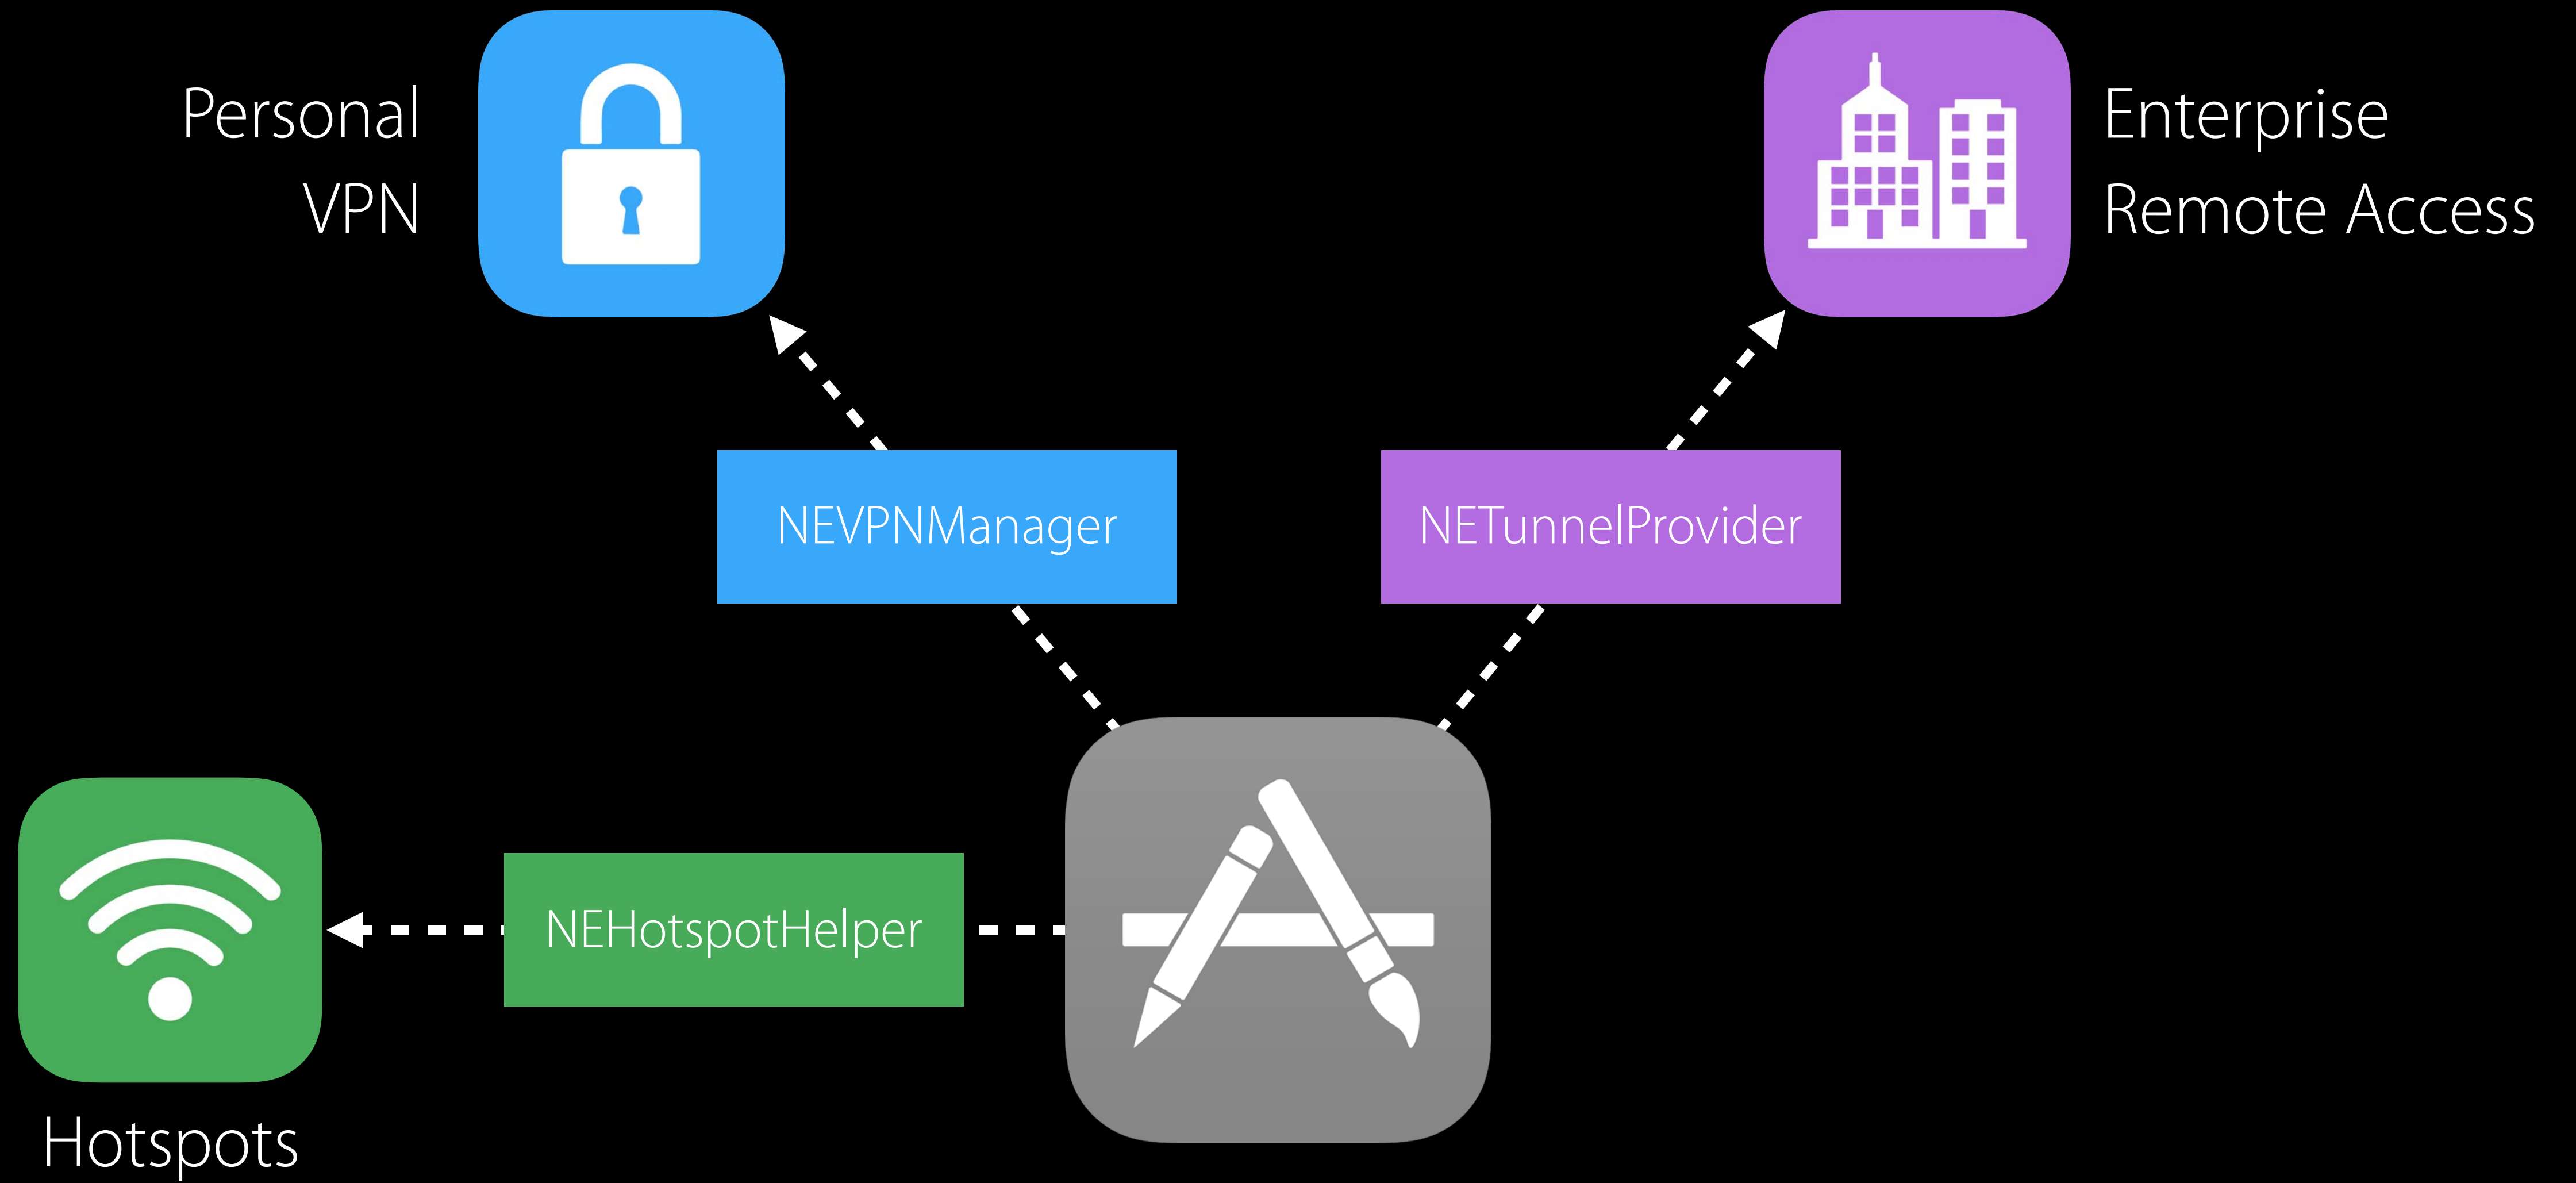 Personal
VPN
Enterprise
Remote Access
NEVPNManager
NETunnelProvider
NEHotspotHelper
Hotspots